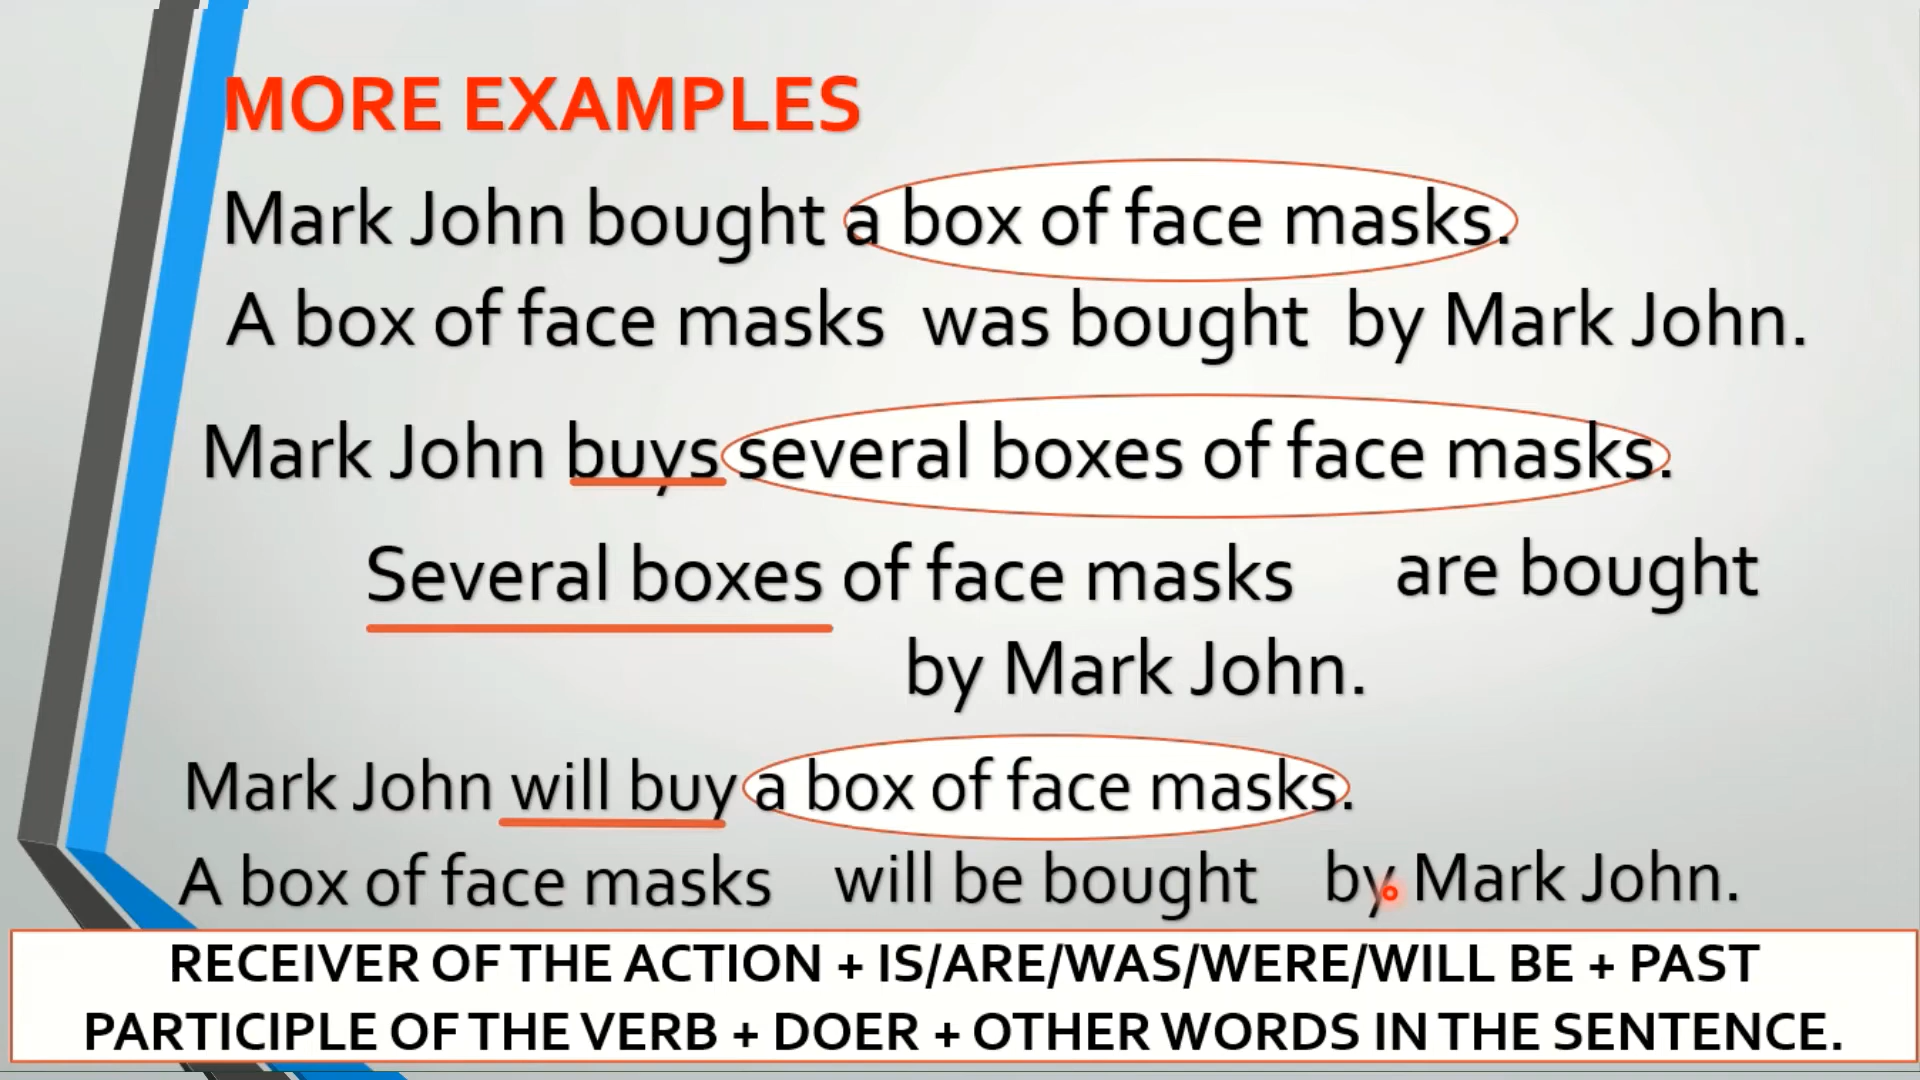 MORE EXAMPLES
Mark John bought a box of face masks.
A box of face masks was bought by Mark John.
Mark John buys several boxes of face masks.
Several boxes of face masks are bought
by Mark John.
Mark John will buy a box of face masks.
A box of face masks will be bought by Mark John.
RECEIVER OF THE ACTION + IS/ARE/WAS/WERE/WILL BE + PAST
PARTICIPLE OF THE VERB + DOER + OTHER WORDS IN THE SENTENCE.